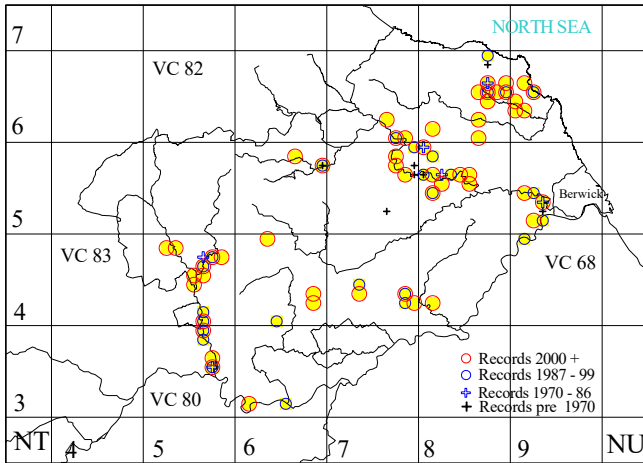 7
NORTH SEA
VC 82
6
Berwick
5
VC 83
VC 68
4
Records 2000 +
Records 1987 - 99
Records 1970 - 86
VC 80
Records pre 1970
3
NT 4 5 6 7 8 9 NU